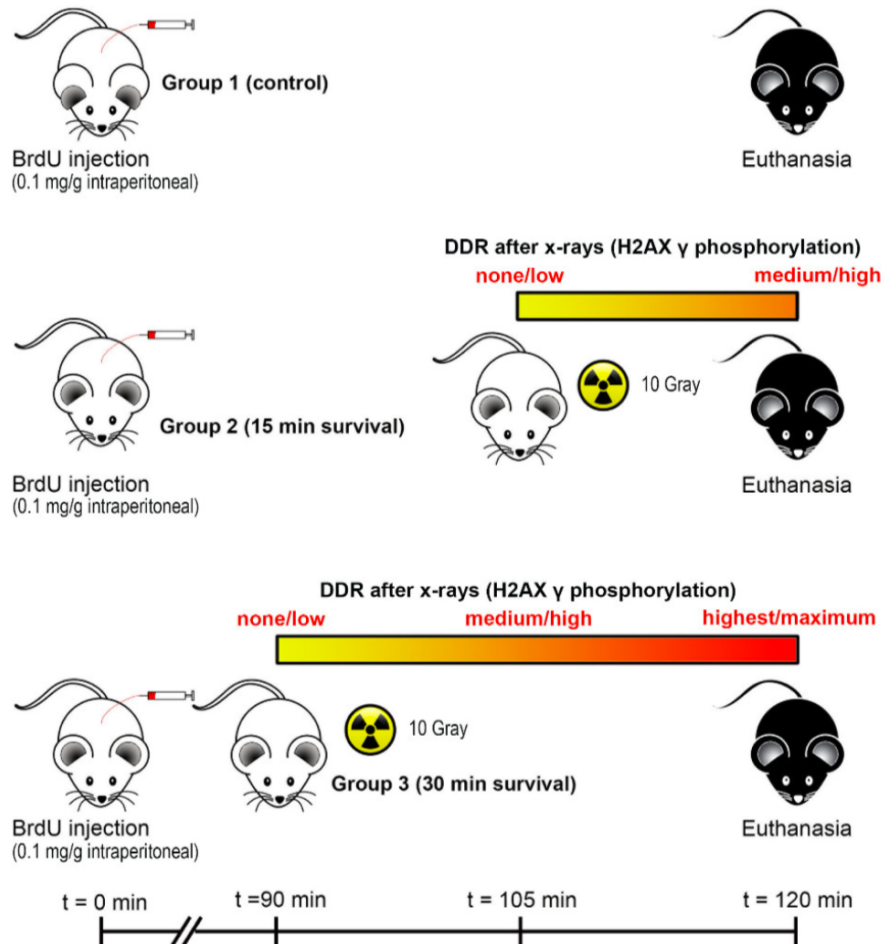 Group 1 (control)
BrdU injection
(0.1 mg/g intraperitoneal)
Euthanasia
DDR after x-rays (H2AX γ phosphorylation)
none/low medium/high
10 Gray
Group 2 (15 min survival)
BrdU injection
(0.1 mg/g intraperitoneal)
Euthanasia
DDR after x-rays (H2AX γ phosphorylation)
none/low medium/high highest/maximum
10 Gray
Group 3 (30 min survival)
BrdU injection
(0.1 mg/g intraperitoneal)
Euthanasia
t = 0 min t =90 min t = 105 min t = 120 min